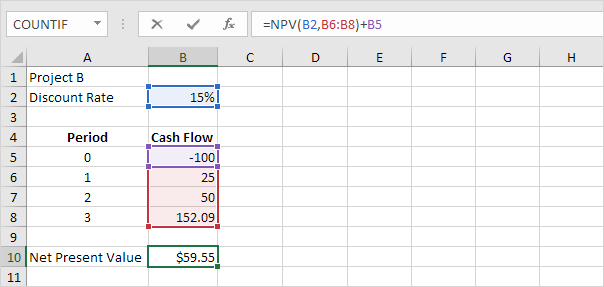 COUNTIF =NPV(B2,B6:B8)+B5
A B C D E F G H
1 Project B
2 Discount Rate 15%
3
4 Period Cash Flow
5 0 -100
6 1 25
7 2 50
8 3 152.09
9
10 Net Present Value $59.55
11